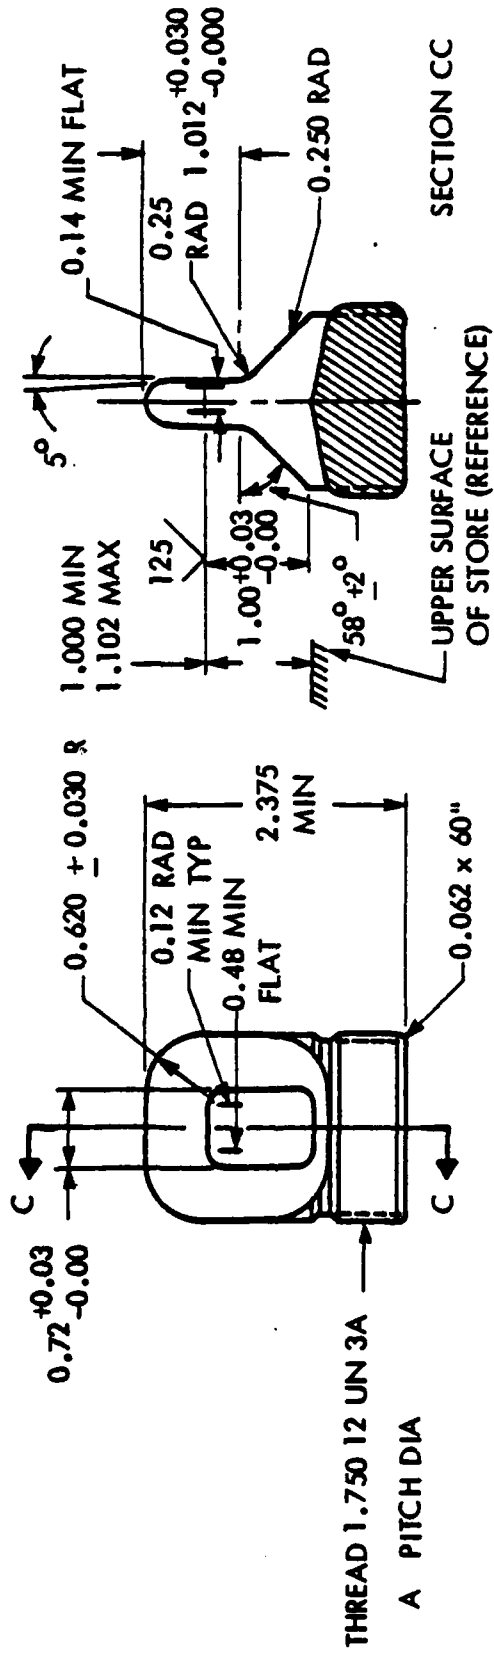 C
C
0.72 +0.03
-0.00
0.620 ± 0.030 R
0.12 RAD
MIN TYP
0.48 MIN
FLAT
2.375
MIN
0.062 x 60"
THREAD 1.750 12 UN 3A
A PITCH DIA
5°
0.14 MIN FLAT
1.000 MIN
1.102 MAX
125
0.25
RAD
1.012 +0.030
-0.000
1.00 +0.03
-0.00
58° ±2°
0.250 RAD
UPPER SURFACE
OF STORE (REFERENCE)
SECTION CC